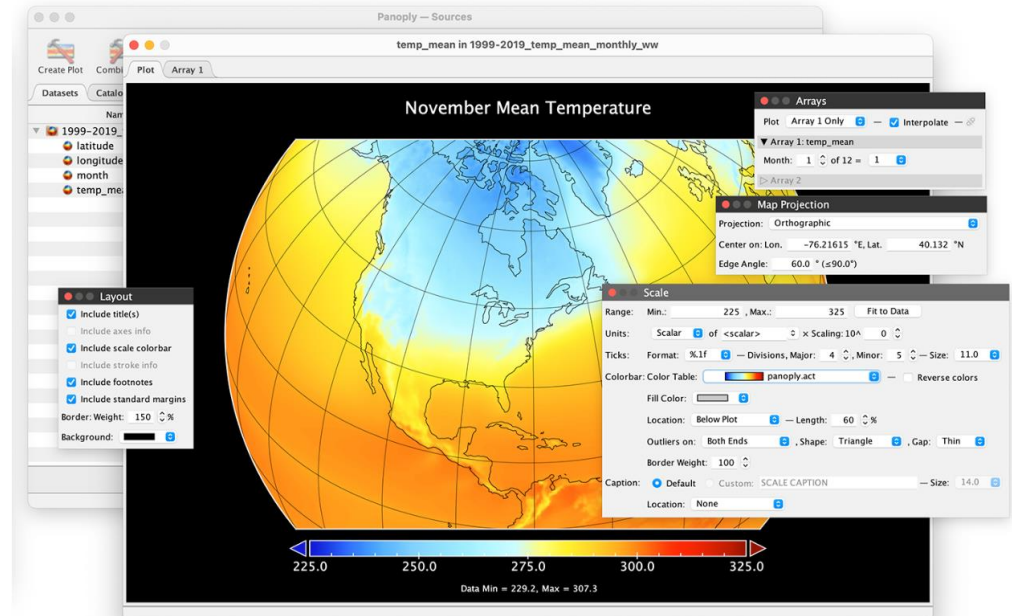 Panoply — Sources
Create Plot Combi
Datasets Catalo
Nam
1999-2019_
latitude
longitude
month
temp_me
temp_mean in 1999-2019_temp_mean_monthly_ww
Plot Array 1
November Mean Temperature
225.0 250.0 275.0 300.0 325.0
Data Min = 229.2, Max = 307.3
Layout
Include title(s)
Include axes info
Include scale colorbar
Include stroke info
Include footnotes
Include standard margins
Border: Weight: 150 %
Background:
Arrays
Plot Array 1 Only — Interpolate —
Array 1: temp_mean
Month: 1 of 12 = 1
Array 2
Map Projection
Projection: Orthographic
Center on: Lon. -76.21615 °E, Lat. 40.132 °N
Edge Angle: 60.0 ° (≤90.0°)
Scale
Range: Min.: 225 , Max.: 325 Fit to Data
Units: Scalar of <scalar> × Scaling: 10^ 0
Ticks: Format: %.1f — Divisions, Major: 4 , Minor: 5 — Size: 11.0
Colorbar: Color Table: panoply.act — Reverse colors
Fill Color:
Location: Below Plot — Length: 60 %
Outliers on: Both Ends , Shape: Triangle , Gap: Thin
Border Weight: 100
Caption: Default Custom: SCALE CAPTION — Size: 14.0
Location: None